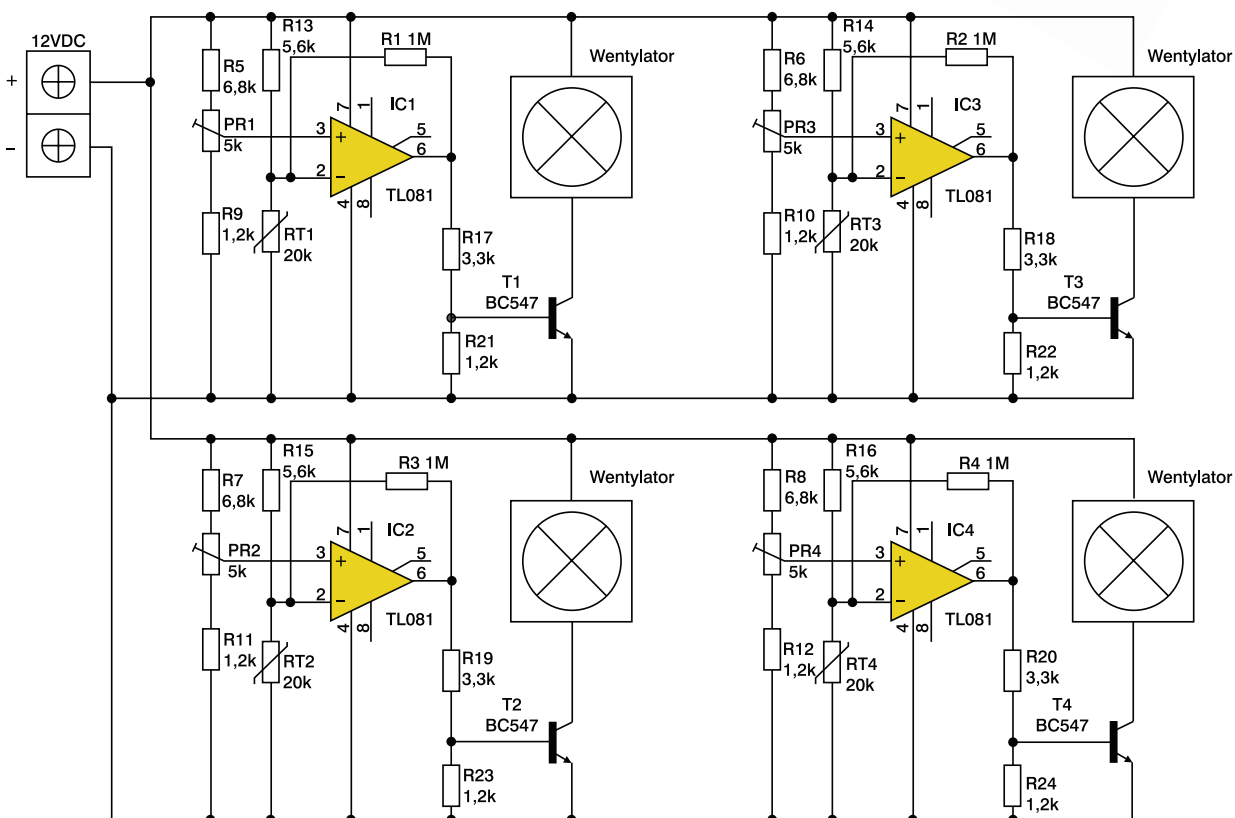 12VDC
+
−
R13
5,6k
R1 1M
R5
6,8k
PR1
5k
R9
1,2k
RT1
20k
7
1
IC1
3
+
5
6
2
−
4
8
TL081
Wentylator
R17
3,3k
T1
BC547
R21
1,2k
R14
5,6k
R2 1M
R6
6,8k
PR3
5k
R10
1,2k
RT3
20k
7
1
IC3
3
+
5
6
2
−
4
8
TL081
Wentylator
R18
3,3k
T3
BC547
R22
1,2k
R15
5,6k
R3 1M
R7
6,8k
PR2
5k
R11
1,2k
RT2
20k
7
1
IC2
3
+
5
6
2
−
4
8
TL081
Wentylator
R19
3,3k
T2
BC547
R23
1,2k
R16
5,6k
R4 1M
R8
6,8k
PR4
5k
R12
1,2k
RT4
20k
7
1
IC4
3
+
5
6
2
−
4
8
TL081
Wentylator
R20
3,3k
T4
BC547
R24
1,2k